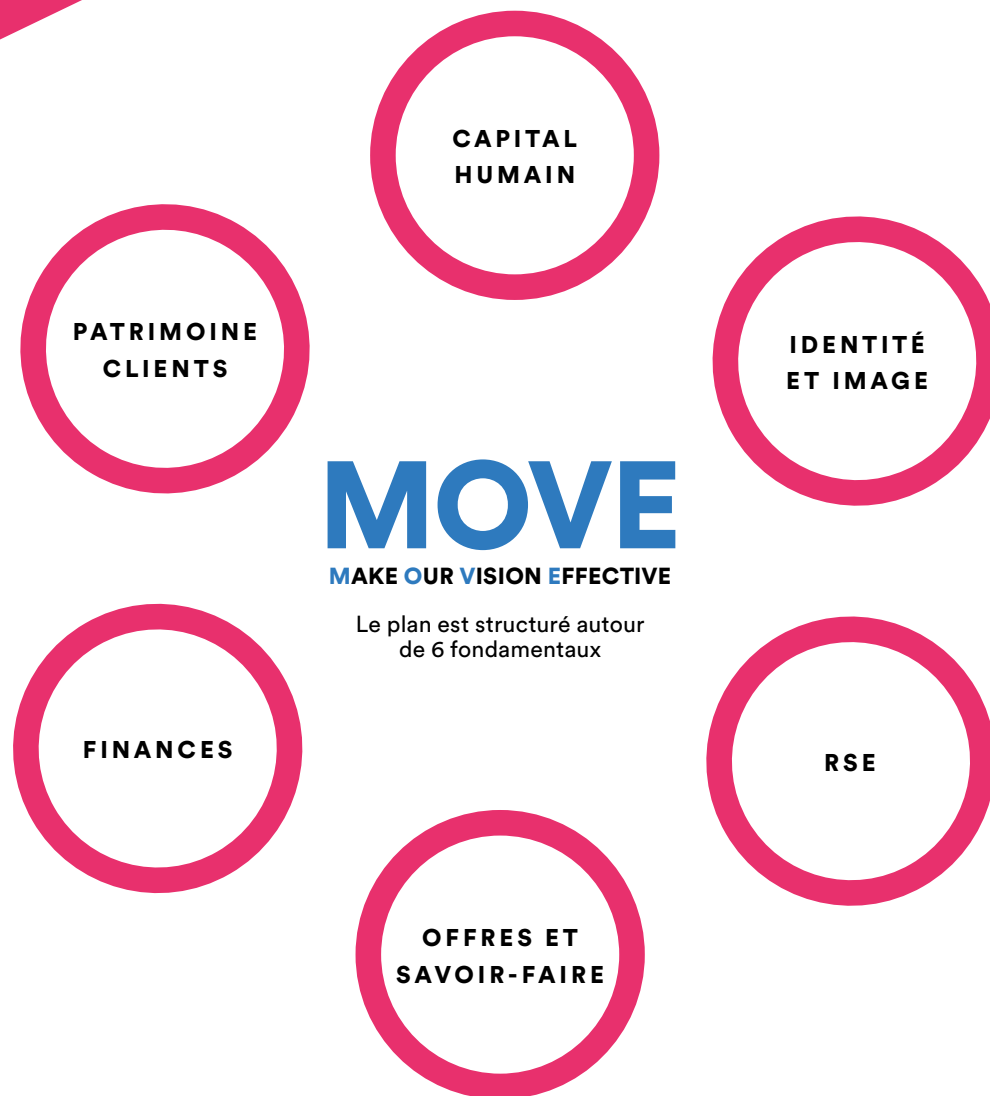 CAPITAL
HUMAIN
PATRIMOINE
CLIENTS
IDENTITÉ
ET IMAGE
MOVE
MAKE OUR VISION EFFECTIVE
Le plan est structuré autour
de 6 fondamentaux
FINANCES
RSE
OFFRES ET
SAVOIR-FAIRE